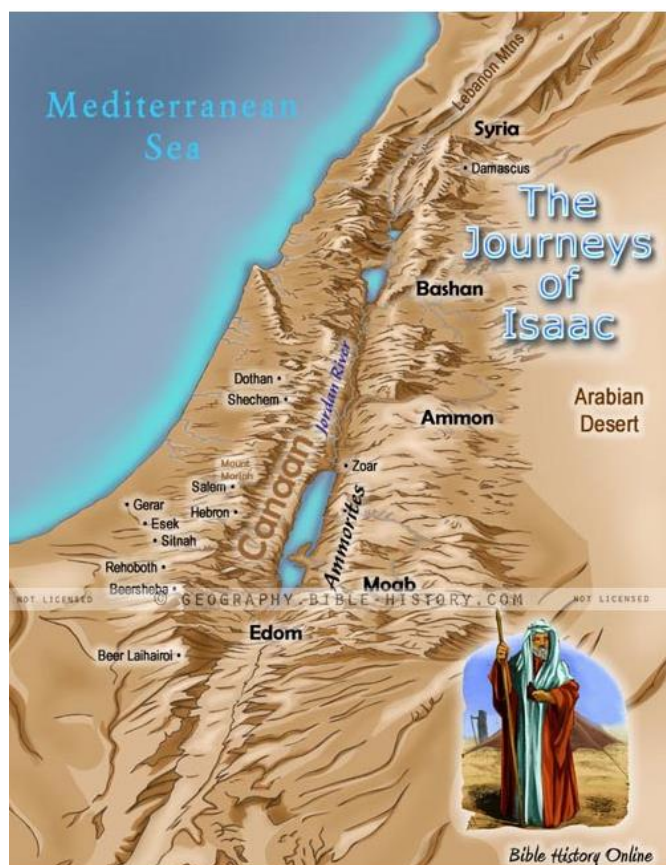 Mediterranean
Sea
Lebanon Mtns
Syria
Damascus
The
Journeys
of
Isaac
Bashan
Jordan River
Dothan
Shechem
Ammon
Arabian
Desert
Canaan
Mount
Moriah
Zoar
Salem
Gerar
Hebron
Esek
Sitnah
Ammorites
Rehoboth
Beersheba
Moab
NOT LICENSED
© GEOGRAPHY.BIBLE-HISTORY.COM
NOT LICENSED
Edom
Beer Laihairoi
Bible History Online